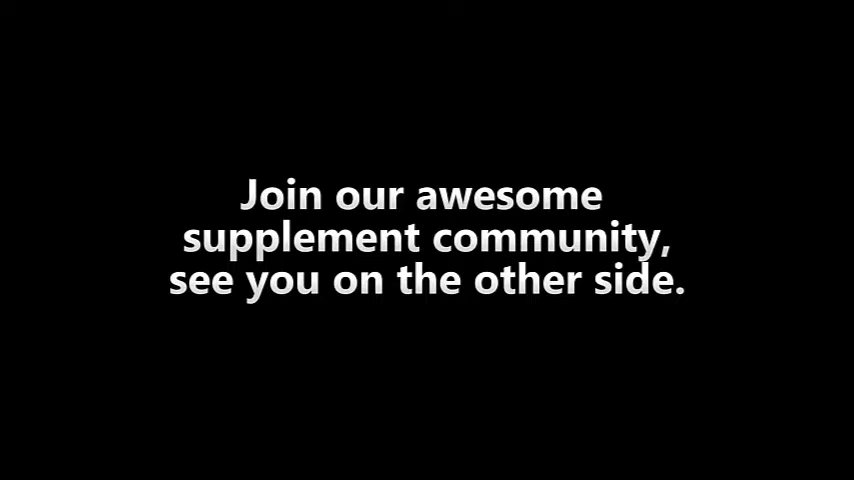 Join our awesome
supplement community,
see you on the other side.